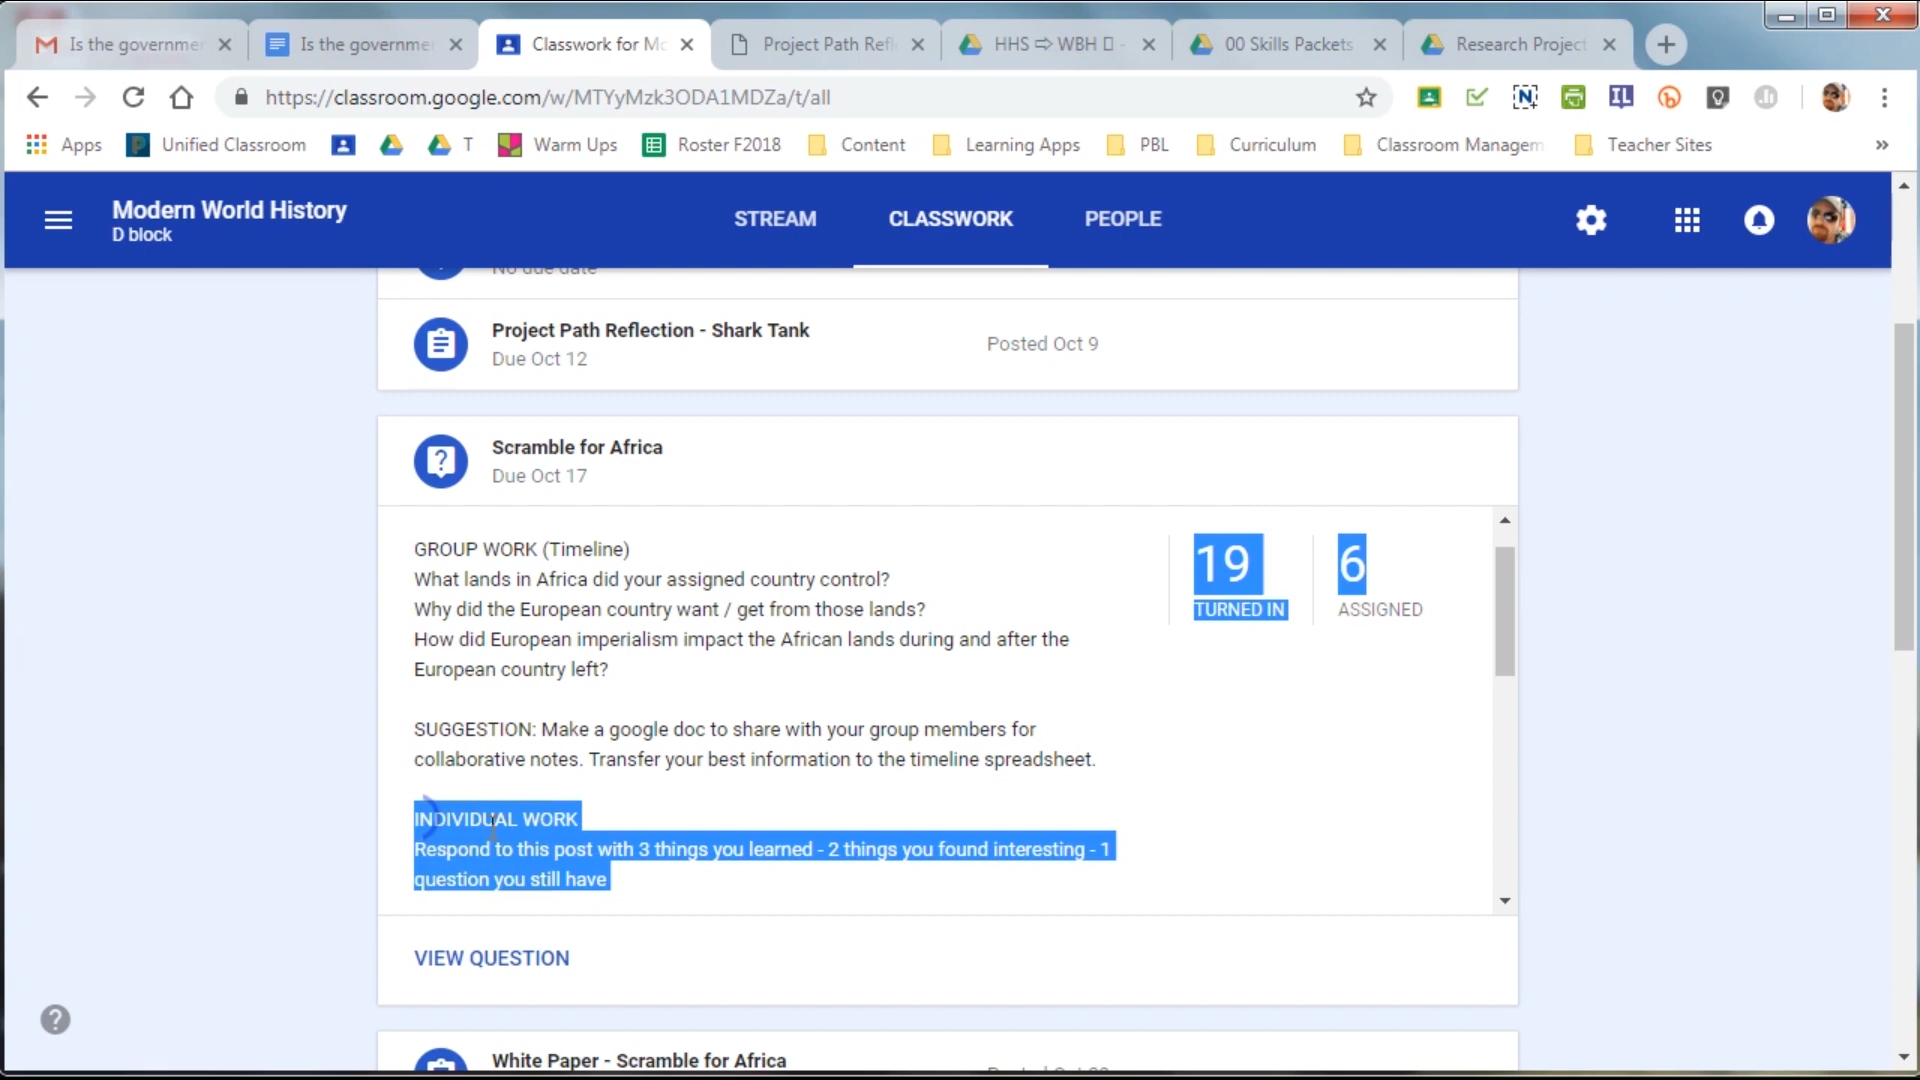 Is the governme
Is the governme
Classwork for Mo
Project Path Refl
HHS ⇨ WBH
00 Skills Packets
Research Project
https://classroom.google.com/w/MTYyMzk3ODA1MDZa/t/all
Apps
Unified Classroom
T
Warm Ups
Roster F2018
Content
Learning Apps
PBL
Curriculum
Classroom Managem
Teacher Sites
Modern World History
D block
STREAM
CLASSWORK
PEOPLE
No due date
Project Path Reflection - Shark Tank
Due Oct 12
Posted Oct 9
Scramble for Africa
Due Oct 17
GROUP WORK (Timeline)
What lands in Africa did your assigned country control?
Why did the European country want / get from those lands?
How did European imperialism impact the African lands during and after the
European country left?
19
TURNED IN
6
ASSIGNED
SUGGESTION: Make a google doc to share with your group members for
collaborative notes. Transfer your best information to the timeline spreadsheet.
INDIVIDUAL WORK
Respond to this post with 3 things you learned - 2 things you found interesting - 1
question you still have
VIEW QUESTION
White Paper - Scramble for Africa